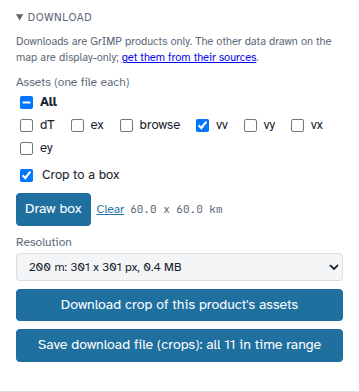 ▼ DOWNLOAD
Downloads are GrIMP products only. The other data drawn on the
map are display-only; get them from their sources.
Assets (one file each)
All
dT ex browse vv vy vx
ey
Crop to a box
Draw box Clear 60.0 x 60.0 km
Resolution
200 m: 301 x 301 px, 0.4 MB
Download crop of this product's assets
Save download file (crops): all 11 in time range